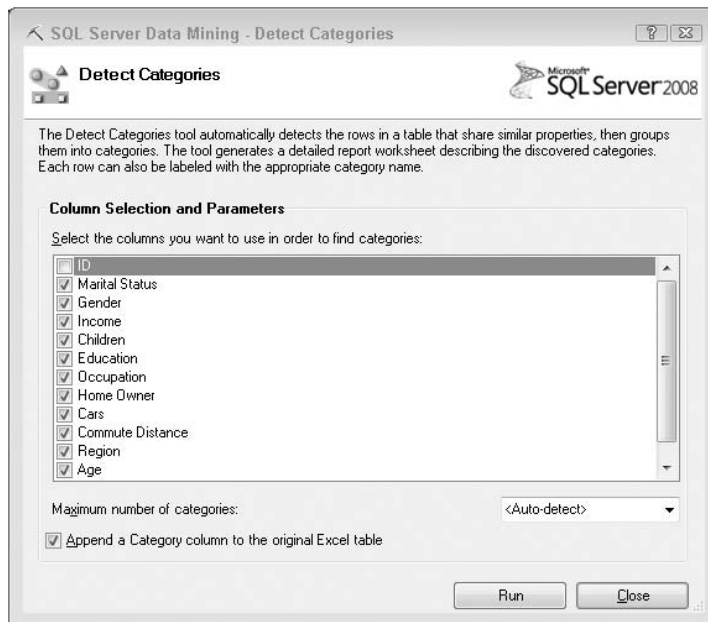 SQL Server Data Mining - Detect Categories
Detect Categories
Microsoft
SQL Server 2008
The Detect Categories tool automatically detects the rows in a table that share similar properties, then groups
them into categories. The tool generates a detailed report worksheet describing the discovered categories.
Each row can also be labeled with the appropriate category name.
Column Selection and Parameters
Select the columns you want to use in order to find categories:
ID
Marital Status
Gender
Income
Children
Education
Occupation
Home Owner
Cars
Commute Distance
Region
Age
Maximum number of categories: <Auto-detect>
Append a Category column to the original Excel table
Run Close